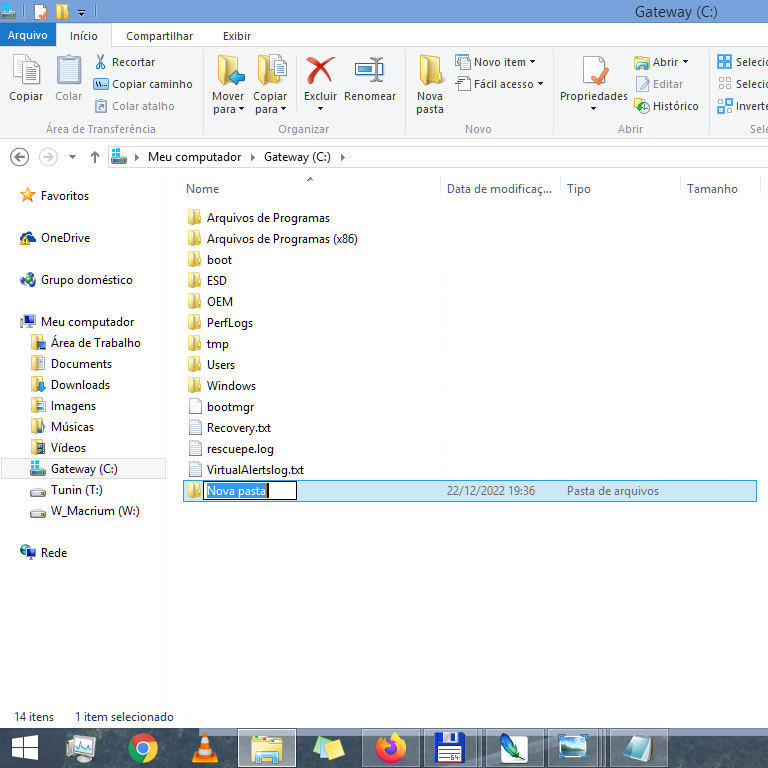 Gateway (C:)
Arquivo Início Compartilhar Exibir
Copiar
Colar
Recortar
Copiar caminho
Colar atalho
Área de Transferência
Mover para
Copiar para
Excluir
Renomear
Organizar
Nova pasta
Novo item
Fácil acesso
Novo
Propriedades
Abrir
Editar
Histórico
Abrir
Selecio
Selecio
Inverte
Sele
Meu computador Gateway (C:)
Favoritos
OneDrive
Grupo doméstico
Meu computador
Área de Trabalho
Documents
Downloads
Imagens
Músicas
Vídeos
Gateway (C:)
Tunin (T:)
W_Macrium (W:)
Rede
Nome Data de modificaç... Tipo Tamanho
Arquivos de Programas
Arquivos de Programas (x86)
boot
ESD
OEM
PerfLogs
tmp
Users
Windows
bootmgr
Recovery.txt
rescuepe.log
VirtualAlertslog.txt
Nova pasta 22/12/2022 19:36 Pasta de arquivos
14 itens 1 item selecionado
64